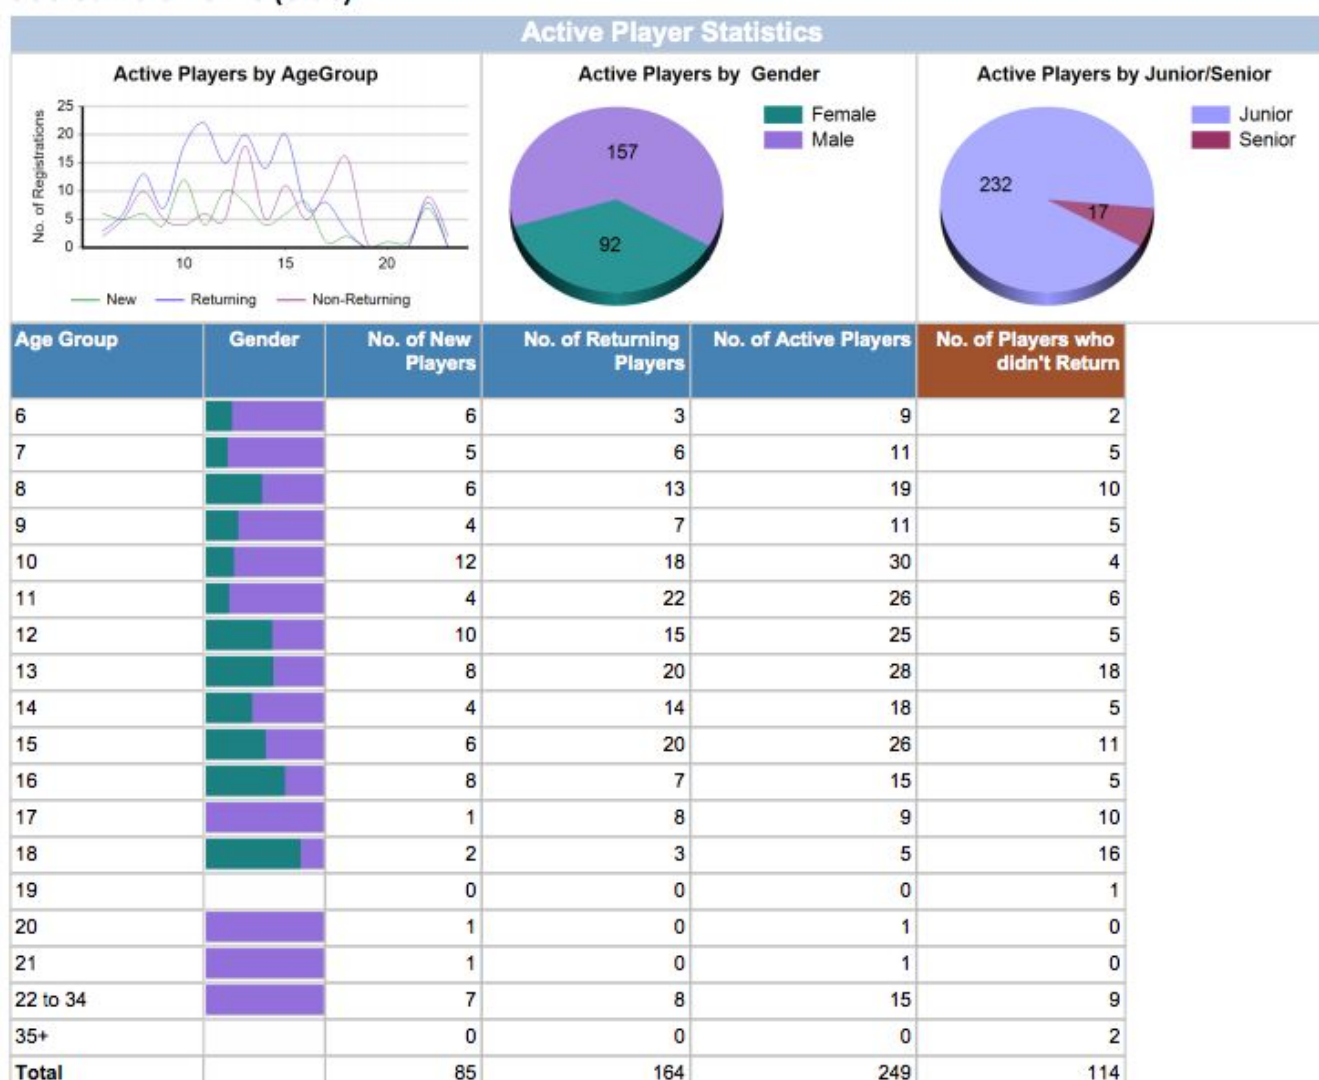 Active Player Statistics
Active Players by AgeGroup
No. of Registrations
25
20
15
10
5
0
10 15 20
New Returning Non-Returning
Active Players by Gender
157
92
Female
Male
Active Players by Junior/Senior
232
17
Junior
Senior
Age Group Gender No. of New Players No. of Returning Players No. of Active Players No. of Players who didn't Return
6 6 3 9 2
7 5 6 11 5
8 6 13 19 10
9 4 7 11 5
10 12 18 30 4
11 4 22 26 6
12 10 15 25 5
13 8 20 28 18
14 4 14 18 5
15 6 20 26 11
16 8 7 15 5
17 1 8 9 10
18 2 3 5 16
19 0 0 0 1
20 1 0 1 0
21 1 0 1 0
22 to 34 7 8 15 9
35+ 0 0 0 2
Total 85 164 249 114